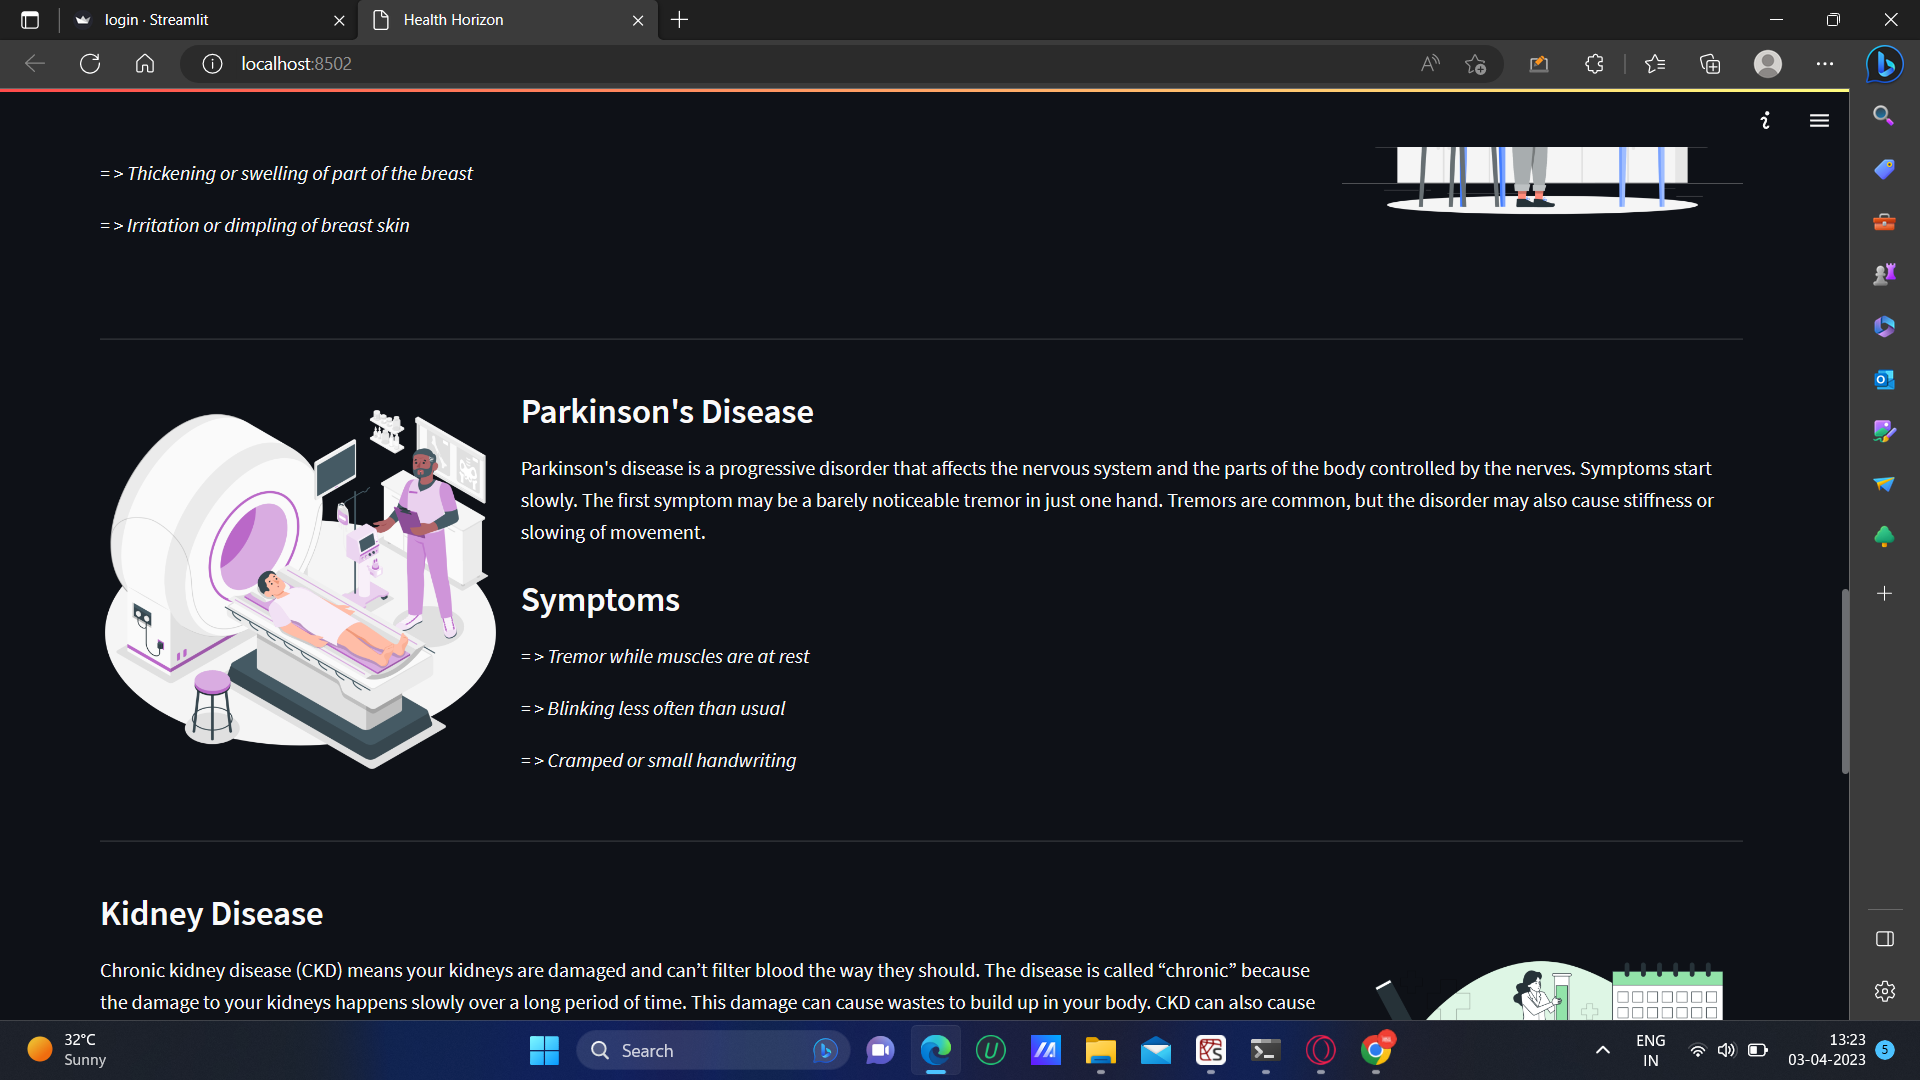 login · Streamlit
Health Horizon
localhost:8502
=> Thickening or swelling of part of the breast
=> Irritation or dimpling of breast skin
Parkinson's Disease
Parkinson's disease is a progressive disorder that affects the nervous system and the parts of the body controlled by the nerves. Symptoms start
slowly. The first symptom may be a barely noticeable tremor in just one hand. Tremors are common, but the disorder may also cause stiffness or
slowing of movement.
Symptoms
=> Tremor while muscles are at rest
=> Blinking less often than usual
=> Cramped or small handwriting
Kidney Disease
Chronic kidney disease (CKD) means your kidneys are damaged and can’t filter blood the way they should. The disease is called “chronic” because
the damage to your kidneys happens slowly over a long period of time. This damage can cause wastes to build up in your body. CKD can also cause
32°C
Sunny
Search
ENG
IN
13:23
03-04-2023
5